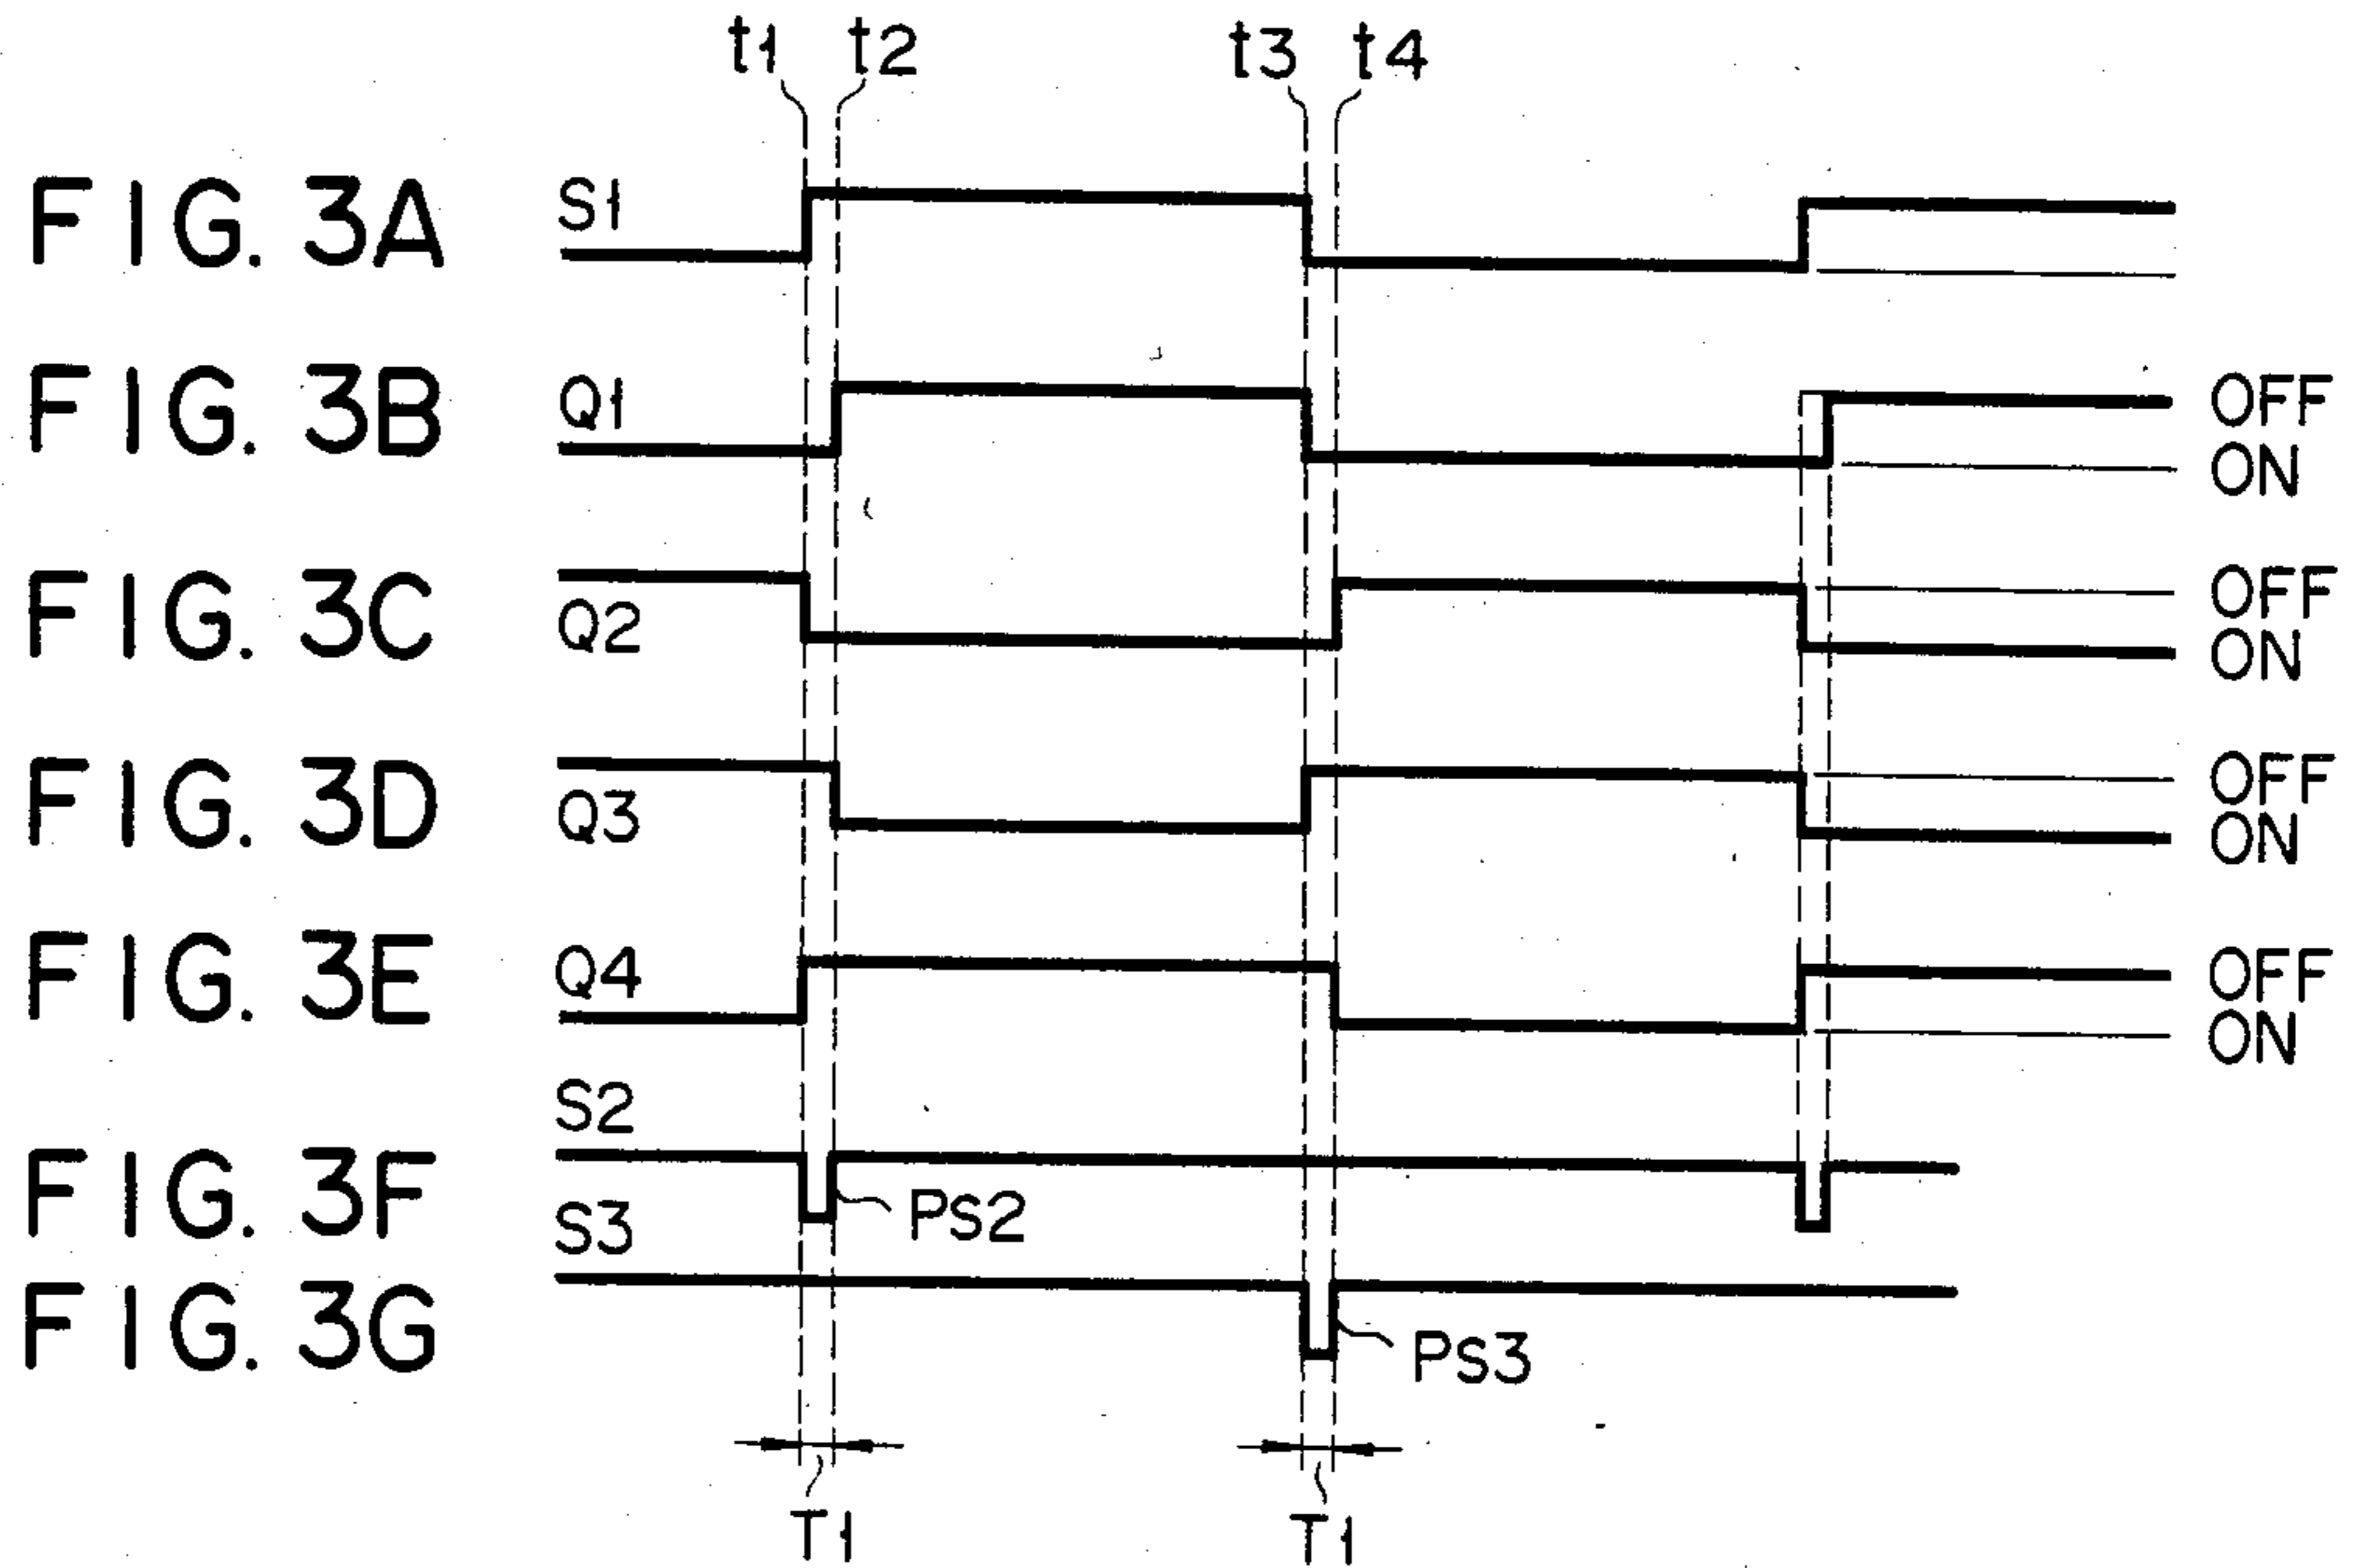 t1 t2 t3 t4
FIG. 3A S1
FIG. 3B Q1 OFF
ON
FIG. 3C Q2 OFF
ON
FIG. 3D Q3 OFF
ON
FIG. 3E Q4 OFF
ON
S2
FIG. 3F PS2
S3
FIG. 3G PS3
T1 T1